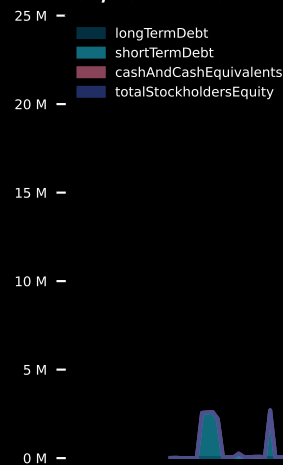 25 M
longTermDebt
shortTermDebt
cashAndCashEquivalents
totalStockholdersEquity
20 M
15 M
10 M
5 M
0 M